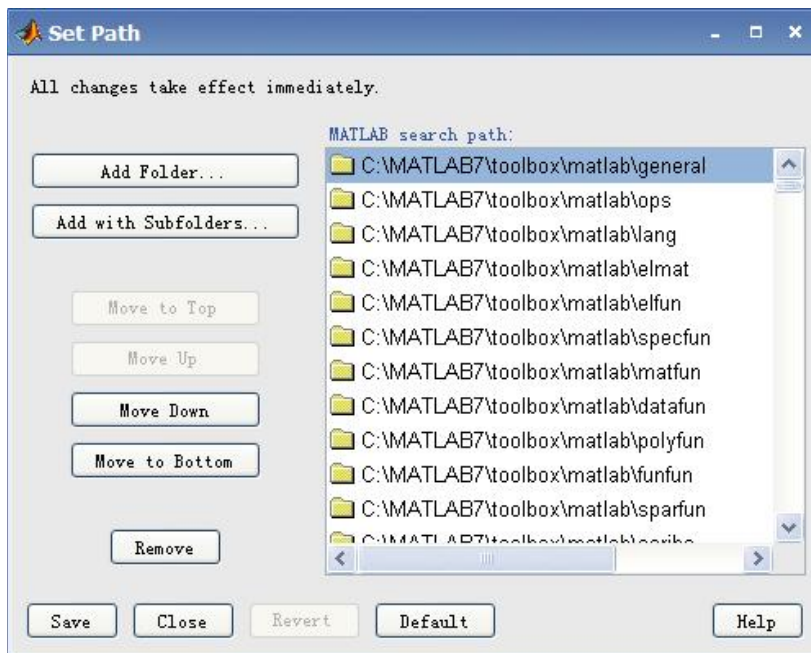 Set Path
All changes take effect immediately.
MATLAB search path:
Add Folder...
Add with Subfolders...
Move to Top
Move Up
Move Down
Move to Bottom
Remove
C:\MATLAB7\toolbox\matlab\general
C:\MATLAB7\toolbox\matlab\ops
C:\MATLAB7\toolbox\matlab\lang
C:\MATLAB7\toolbox\matlab\elmat
C:\MATLAB7\toolbox\matlab\elfun
C:\MATLAB7\toolbox\matlab\specfun
C:\MATLAB7\toolbox\matlab\matfun
C:\MATLAB7\toolbox\matlab\datafun
C:\MATLAB7\toolbox\matlab\polyfun
C:\MATLAB7\toolbox\matlab\funfun
C:\MATLAB7\toolbox\matlab\sparfun
Save
Close
Revert
Default
Help